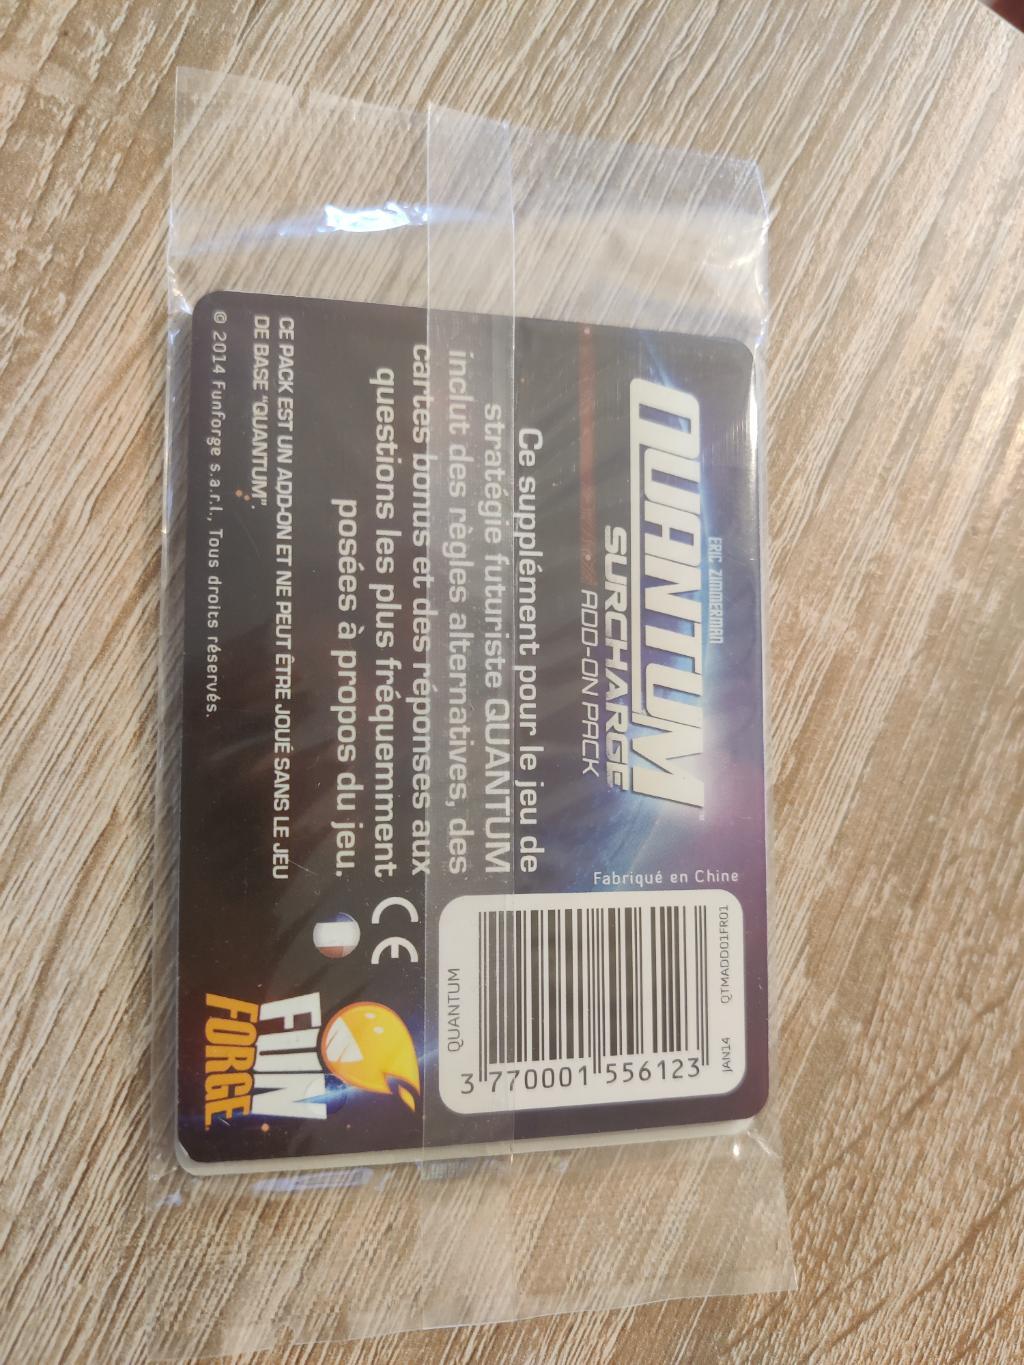 ERIC ZIMMERMAN
QUANTUM
SURCHARGE
ADD-ON PACK
Ce supplément pour le jeu de
stratégie futuriste QUANTUM
inclut des règles alternatives, des
cartes bonus et des réponses aux
questions les plus fréquemment
posées à propos du jeu.
CE PACK EST UN ADD-ON ET NE PEUT ÊTRE JOUÉ SANS LE JEU
DE BASE "QUANTUM".
© 2014 Funforge s.a.r.l., Tous droits réservés.
Fabriqué en Chine
JAN14 QTMADD01FR01
3 770001 556123
QUANTUM
CE
FUN
FORGE